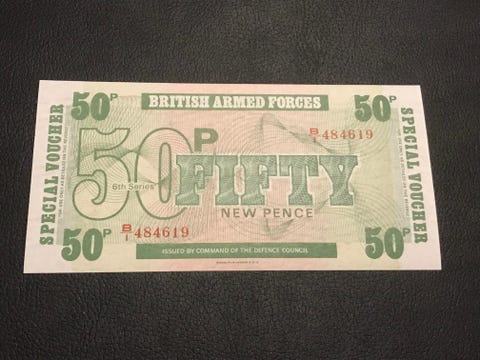 50P
BRITISH ARMED FORCES
50P
SPECIAL VOUCHER
SPECIAL VOUCHER
B/1 484619
50P
6th Series
FIFTY
NEW PENCE
B/1 484619
50P
ISSUED BY COMMAND OF THE DEFENCE COUNCIL
50P